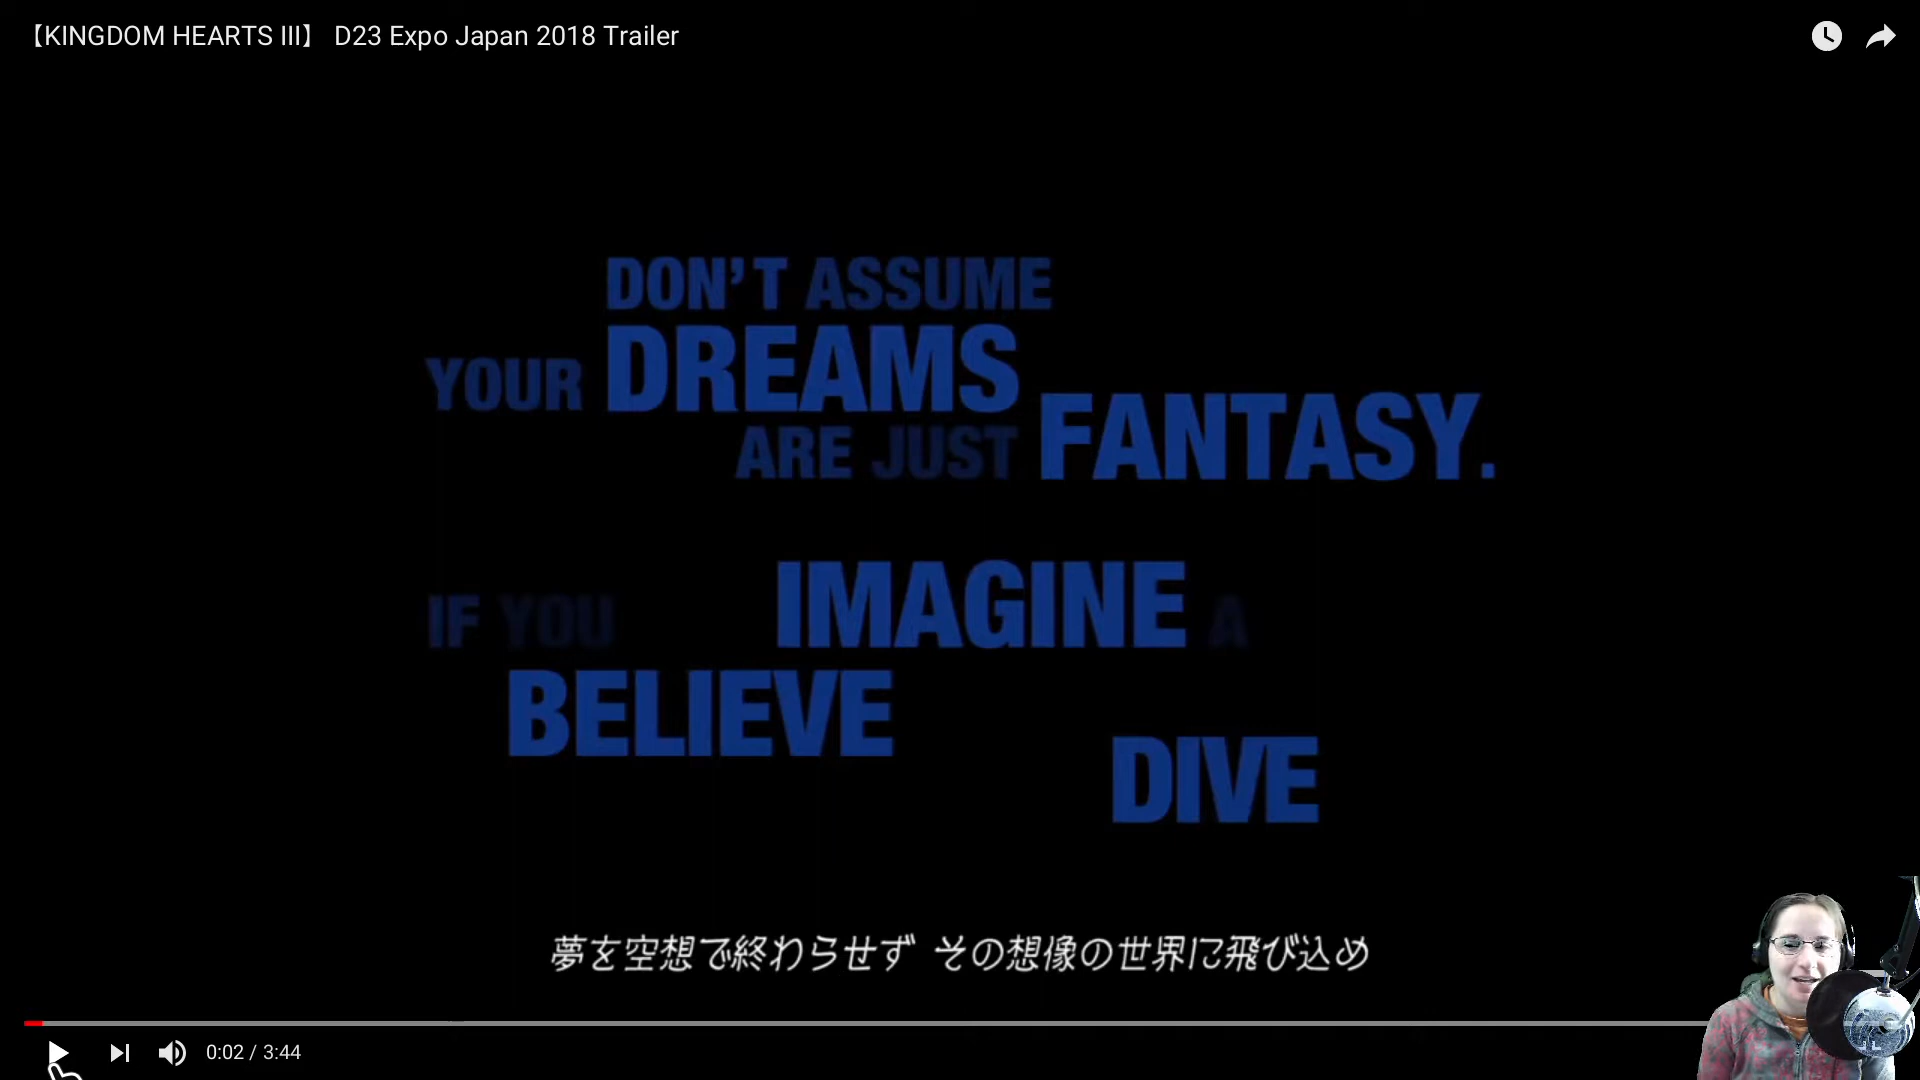 【KINGDOM HEARTS III】 D23 Expo Japan 2018 Trailer
DON'T ASSUME
YOUR DREAMS
ARE JUST FANTASY.
IF YOU IMAGINE A
BELIEVE
DIVE
夢を空想で終わらせず その想像の世界に飛び込め
0:02 / 3:44